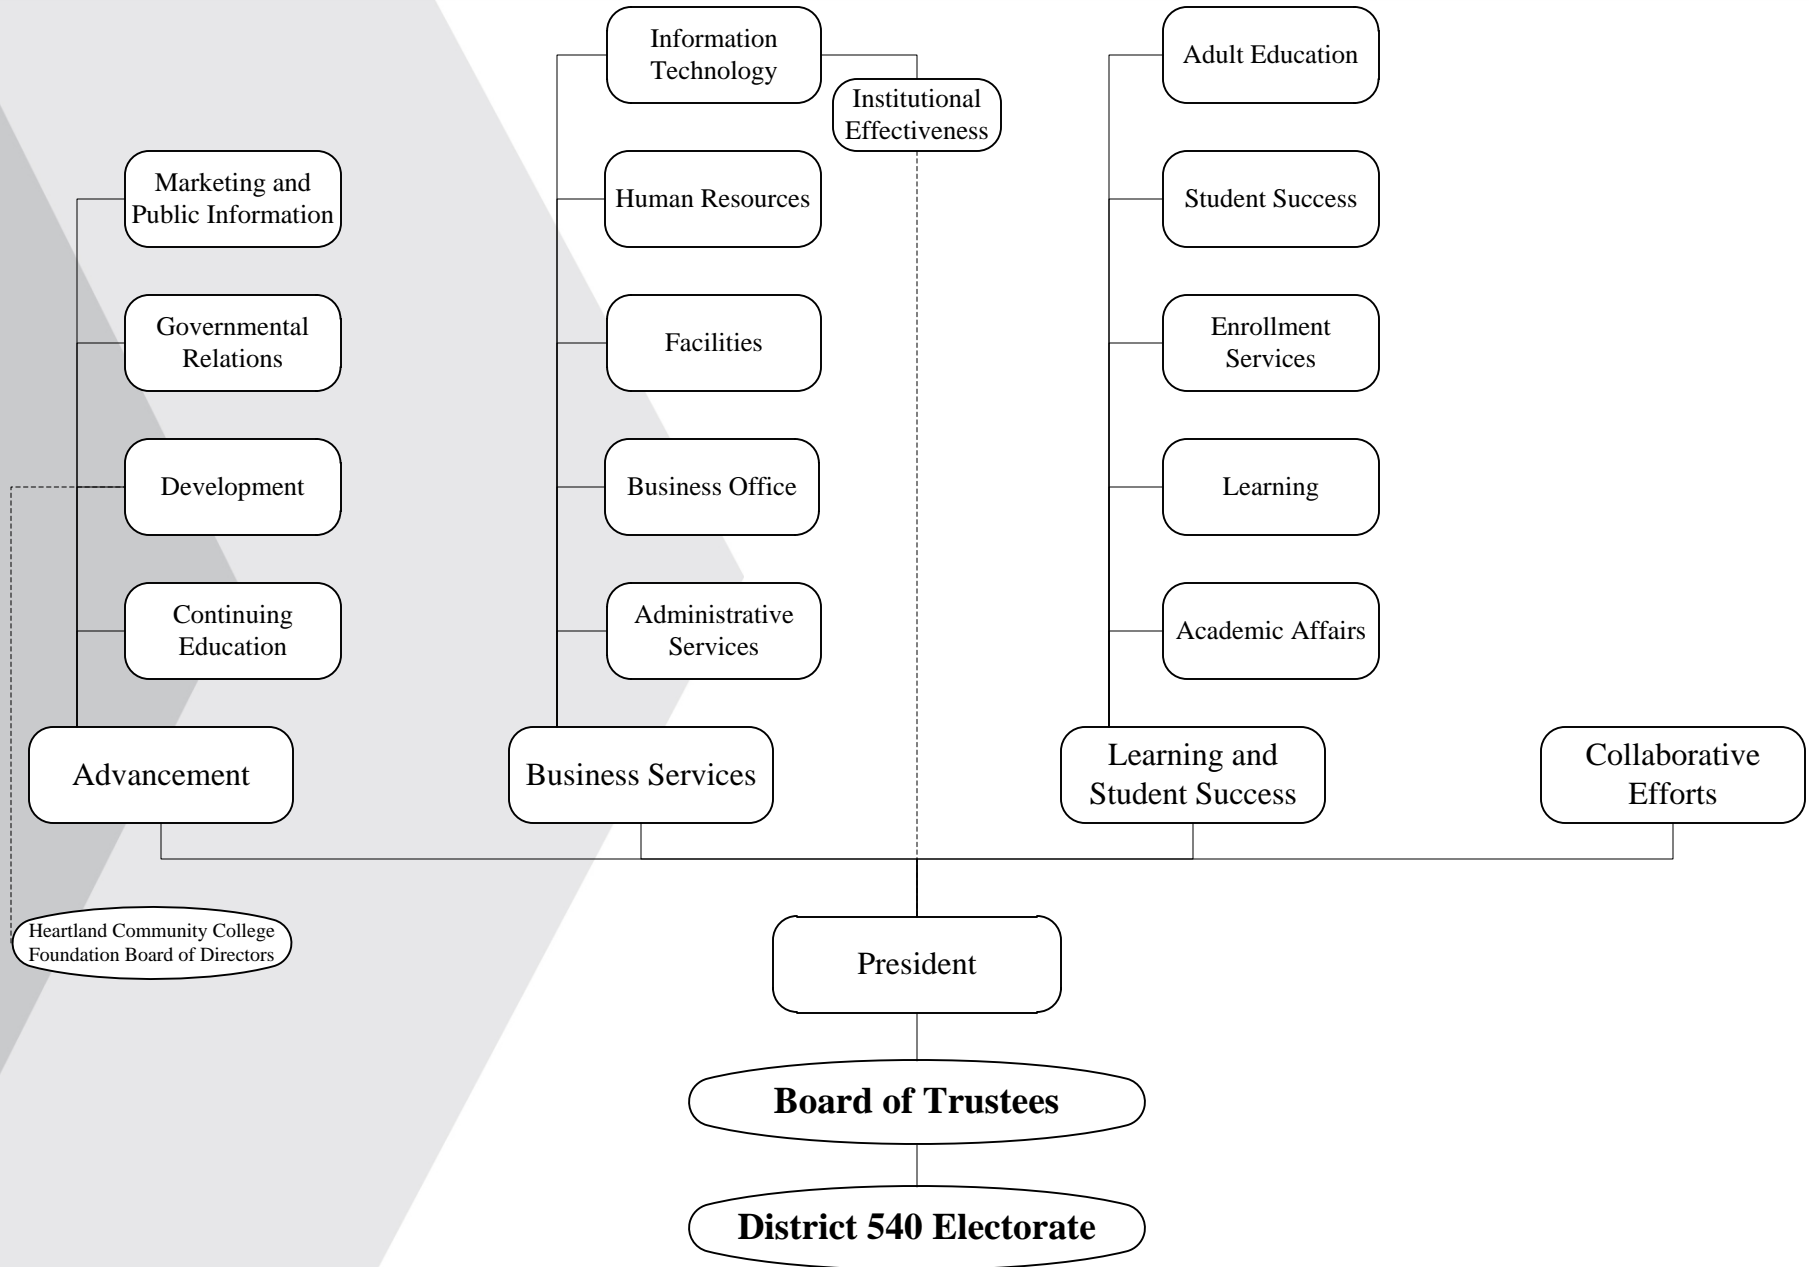 Information
Technology
Adult Education
Institutional
Effectiveness
Marketing and
Public Information
Human Resources
Student Success
Governmental
Relations
Facilities
Enrollment
Services
Development
Business Office
Learning
Continuing
Education
Administrative
Services
Academic Affairs
Advancement
Business Services
Learning and
Student Success
Collaborative
Efforts
Heartland Community College
Foundation Board of Directors
President
Board of Trustees
District 540 Electorate